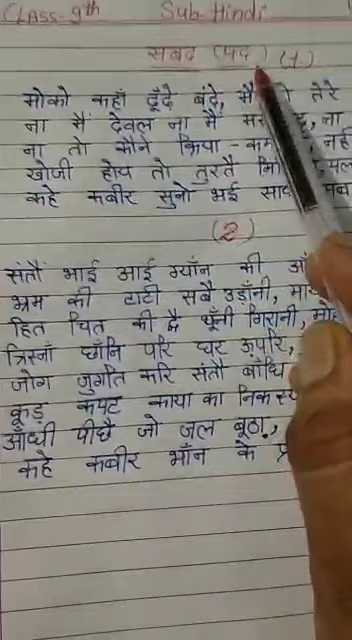 CLASS-9th Sub-Hindi
सबद (पद) (1)
मोको कहाँ ढूँढे बंदे, मैं तेरे
ना मैं देवल ना मैं ना
ना तो कौने क्रिया-कर्म नहीं
खोजी होय तो तुरतै
कहे कबीर सुनो भई
(2)
संतौं भाई आई ग्याँन की
भ्रम की टाटी सबै उड़ाँनी,
हित चित की द्वै थूँनी गिराँनी,
त्रिस्नाँ छाँनि परि घर ऊपरि,
जोग जुगति करि संतौं बाँधी
कूड़ कपट काया का निकस्या
आँधी पीछै जो जल बूठा,
कहे कबीर भाँन के